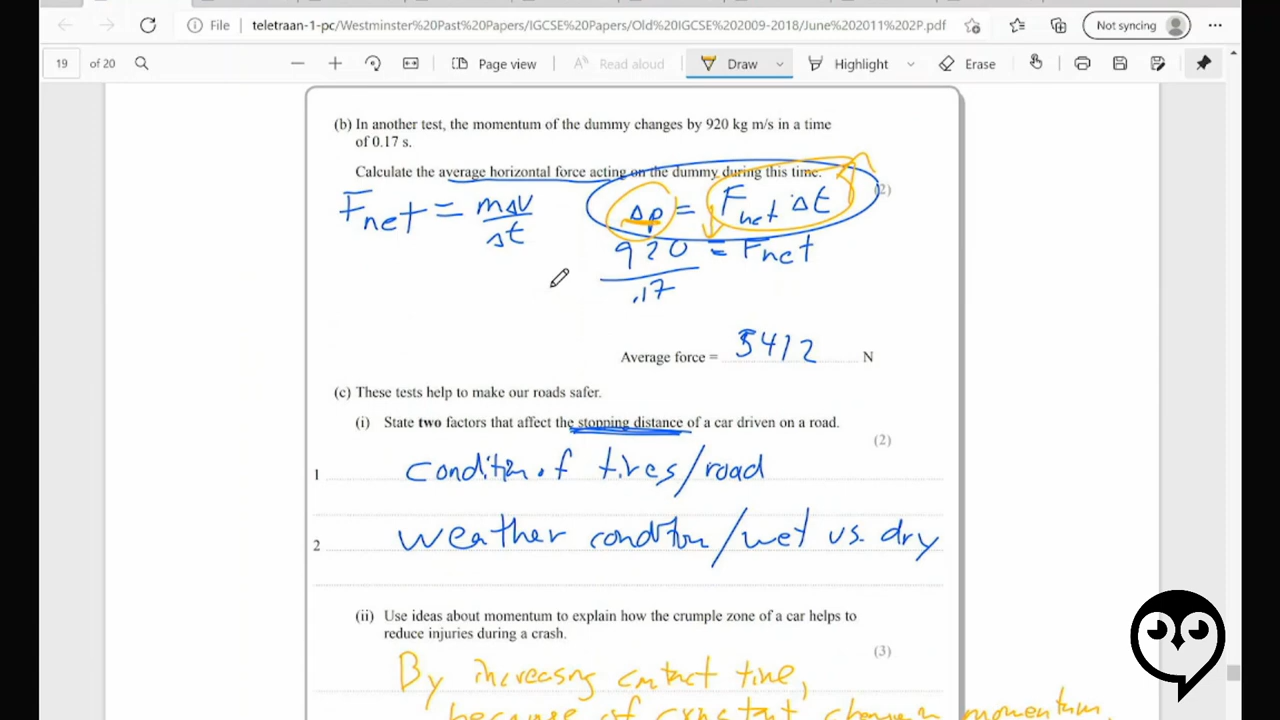 File teletraan-1-pc/Westminster%20Past%20Papers/IGCSE%20Papers/Old%20IGCSE%202009-2018/June%202011%202P.pdf Not syncing
19 of 20 Page view Read aloud Draw Highlight Erase
(b) In another test, the momentum of the dummy changes by 920 kg m/s in a time
of 0.17 s.
Calculate the average horizontal force acting on the dummy during this time.
(2)
Fnet = mΔv/Δt Δp = Fnet Δt
920/.17 = Fnet
Average force = 5412 N
(c) These tests help to make our roads safer.
(i) State two factors that affect the stopping distance of a car driven on a road.
(2)
1 condition of tires/road
2 weather condition/wet vs. dry
(ii) Use ideas about momentum to explain how the crumple zone of a car helps to
reduce injuries during a crash.
(3)
By increasing contact time,
because of constant change in momentum.